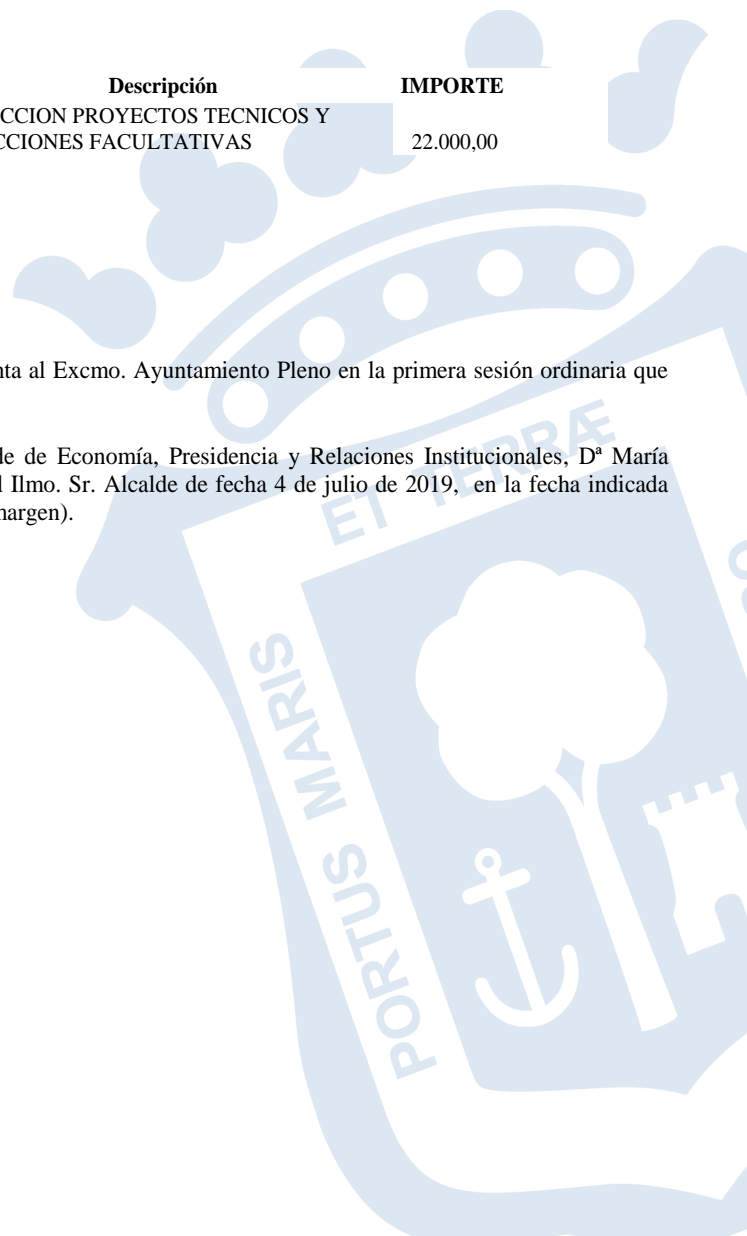 Descripción IMPORTE
CCION PROYECTOS TECNICOS Y
CCIONES FACULTATIVAS 22.000,00
nta al Excmo. Ayuntamiento Pleno en la primera sesión ordinaria que
de de Economía, Presidencia y Relaciones Institucionales, Dª María
l Ilmo. Sr. Alcalde de fecha 4 de julio de 2019, en la fecha indicada
margen).
PORTUS MARIS ET TERRÆ